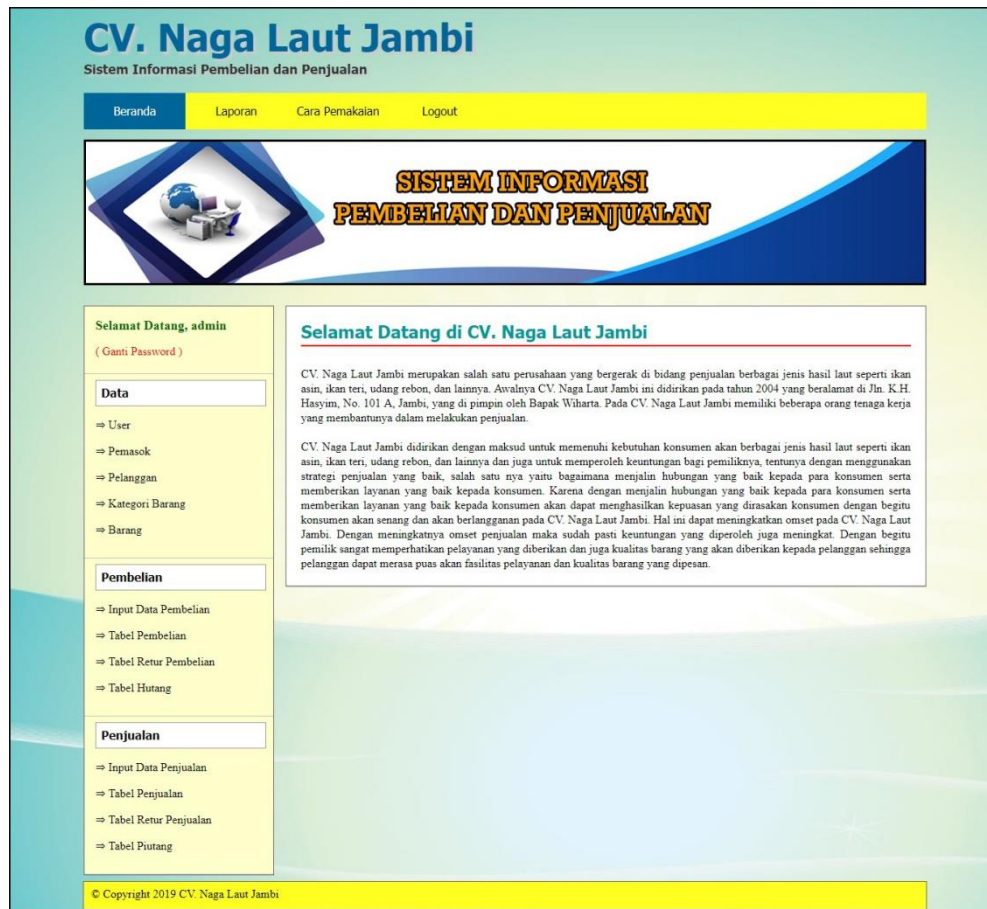 CV. Naga Laut Jambi
Sistem Informasi Pembelian dan Penjualan
Beranda Laporan Cara Pemakaian Logout
SISTEM INFORMASI
PEMBELIAN DAN PENJUALAN
Selamat Datang, admin
( Ganti Password )
Data
⇒ User
⇒ Pemasok
⇒ Pelanggan
⇒ Kategori Barang
⇒ Barang
Pembelian
⇒ Input Data Pembelian
⇒ Tabel Pembelian
⇒ Tabel Retur Pembelian
⇒ Tabel Hutang
Penjualan
⇒ Input Data Penjualan
⇒ Tabel Penjualan
⇒ Tabel Retur Penjualan
⇒ Tabel Piutang
Selamat Datang di CV. Naga Laut Jambi
CV. Naga Laut Jambi merupakan salah satu perusahaan yang bergerak di bidang penjualan berbagai jenis hasil laut seperti ikan
asin, ikan teri, udang rebon, dan lainnya. Awalnya CV. Naga Laut Jambi ini didirikan pada tahun 2004 yang beralamat di Jln. K.H.
Hasyim, No. 101 A, Jambi, yang di pimpin oleh Bapak Wiharta. Pada CV. Naga Laut Jambi memiliki beberapa orang tenaga kerja
yang membantunya dalam melakukan penjualan.
CV. Naga Laut Jambi didirikan dengan maksud untuk memenuhi kebutuhan konsumen akan berbagai jenis hasil laut seperti ikan
asin, ikan teri, udang rebon, dan lainnya dan juga untuk memperoleh keuntungan bagi pemiliknya, tentunya dengan menggunakan
strategi penjualan yang baik, salah satu nya yaitu bagaimana menjalin hubungan yang baik kepada para konsumen serta
memberikan layanan yang baik kepada konsumen. Karena dengan menjalin hubungan yang baik kepada para konsumen serta
memberikan layanan yang baik kepada konsumen akan dapat menghasilkan kepuasan yang dirasakan konsumen dengan begitu
konsumen akan senang dan akan berlangganan pada CV. Naga Laut Jambi. Hal ini dapat meningkatkan omset pada CV. Naga Laut
Jambi. Dengan meningkatnya omset penjualan maka sudah pasti keuntungan yang diperoleh juga meningkat. Dengan begitu
pemilik sangat memperhatikan pelayanan yang diberikan dan juga kualitas barang yang akan diberikan kepada pelanggan sehingga
pelanggan dapat merasa puas akan fasilitas pelayanan dan kualitas barang yang dipesan.
© Copyright 2019 CV. Naga Laut Jambi